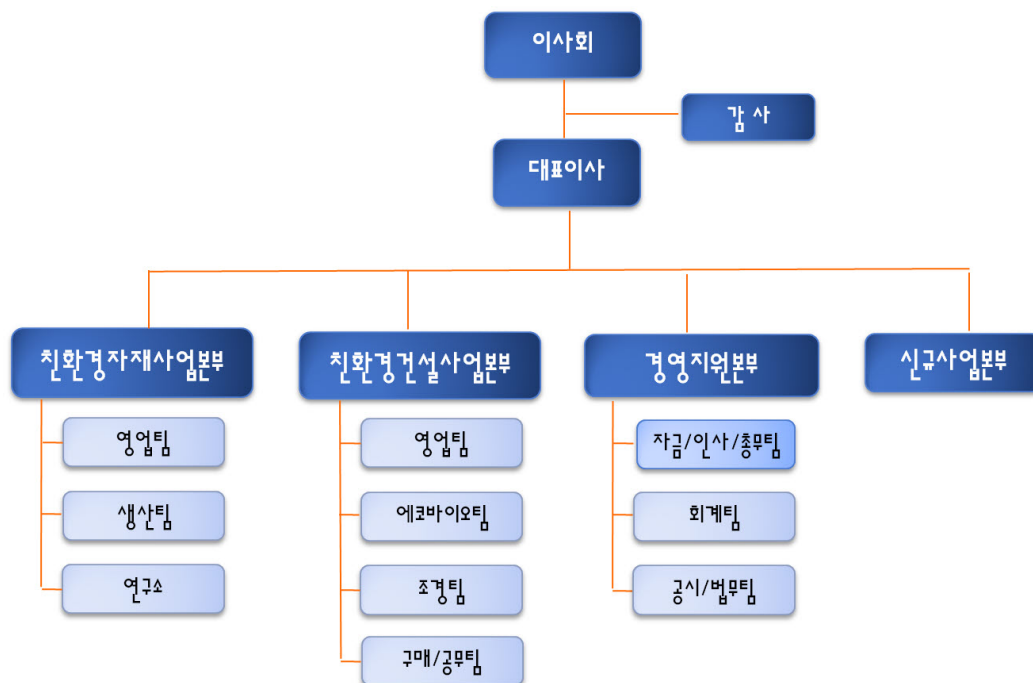 이사회
감 사
대표이사
친환경자재사업본부
영업팀
생산팀
연구소
친환경건설사업본부
영업팀
에코바이오팀
조경팀
구매/공무팀
경영지원본부
자금/인사/총무팀
회계팀
공시/법무팀
신규사업본부